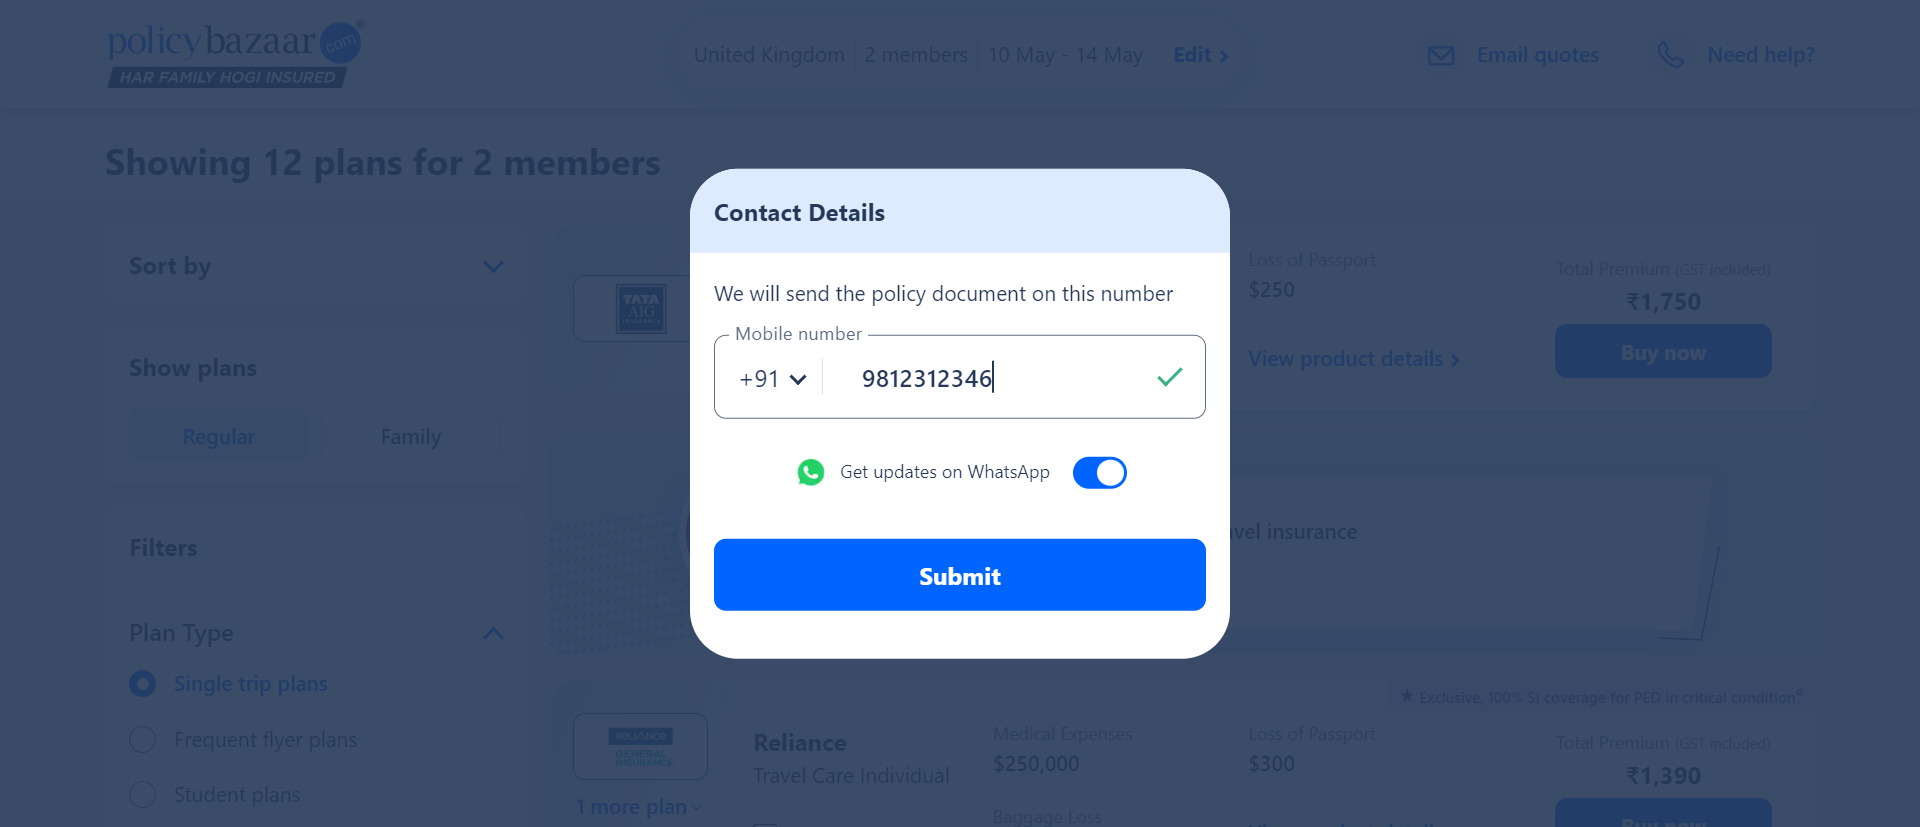 policybazaar.com
HAR FAMILY HOGI INSURED
United Kingdom 2 members 10 May - 14 May Edit
Email quotes
Need help?
Showing 12 plans for 2 members
Sort by
Show plans
Regular Family
Filters
Plan Type
Single trip plans
Frequent flyer plans
Student plans
Contact Details
We will send the policy document on this number
Mobile number
+91 9812312346
Get updates on WhatsApp
Submit
TATA
AIG
INSURANCE
Loss of Passport
$250
View product details
Total Premium (GST included)
₹1,750
Buy now
vel insurance
★ Exclusive, 100% SI coverage for PED in critical condition
RELIANCE
GENERAL
INSURANCE
1 more plan
Reliance
Travel Care Individual
Medical Expenses
$250,000
Loss of Passport
$300
Baggage Loss
Total Premium (GST included)
₹1,390
Buy now